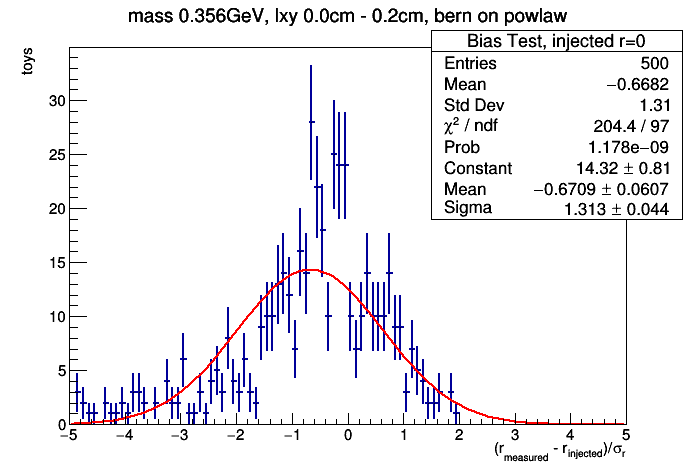 mass 0.356GeV, lxy 0.0cm - 0.2cm, bern on powlaw
Bias Test, injected r=0
Entries 500
Mean −0.6682
Std Dev 1.31
χ² / ndf 204.4 / 97
Prob 1.178e−09
Constant 14.32 ± 0.81
Mean −0.6709 ± 0.0607
Sigma 1.313 ± 0.044
toys
30
25
20
15
10
5
0
−5 −4 −3 −2 −1 0 1 2 3 4 5
(r_measured - r_injected)/σ_r